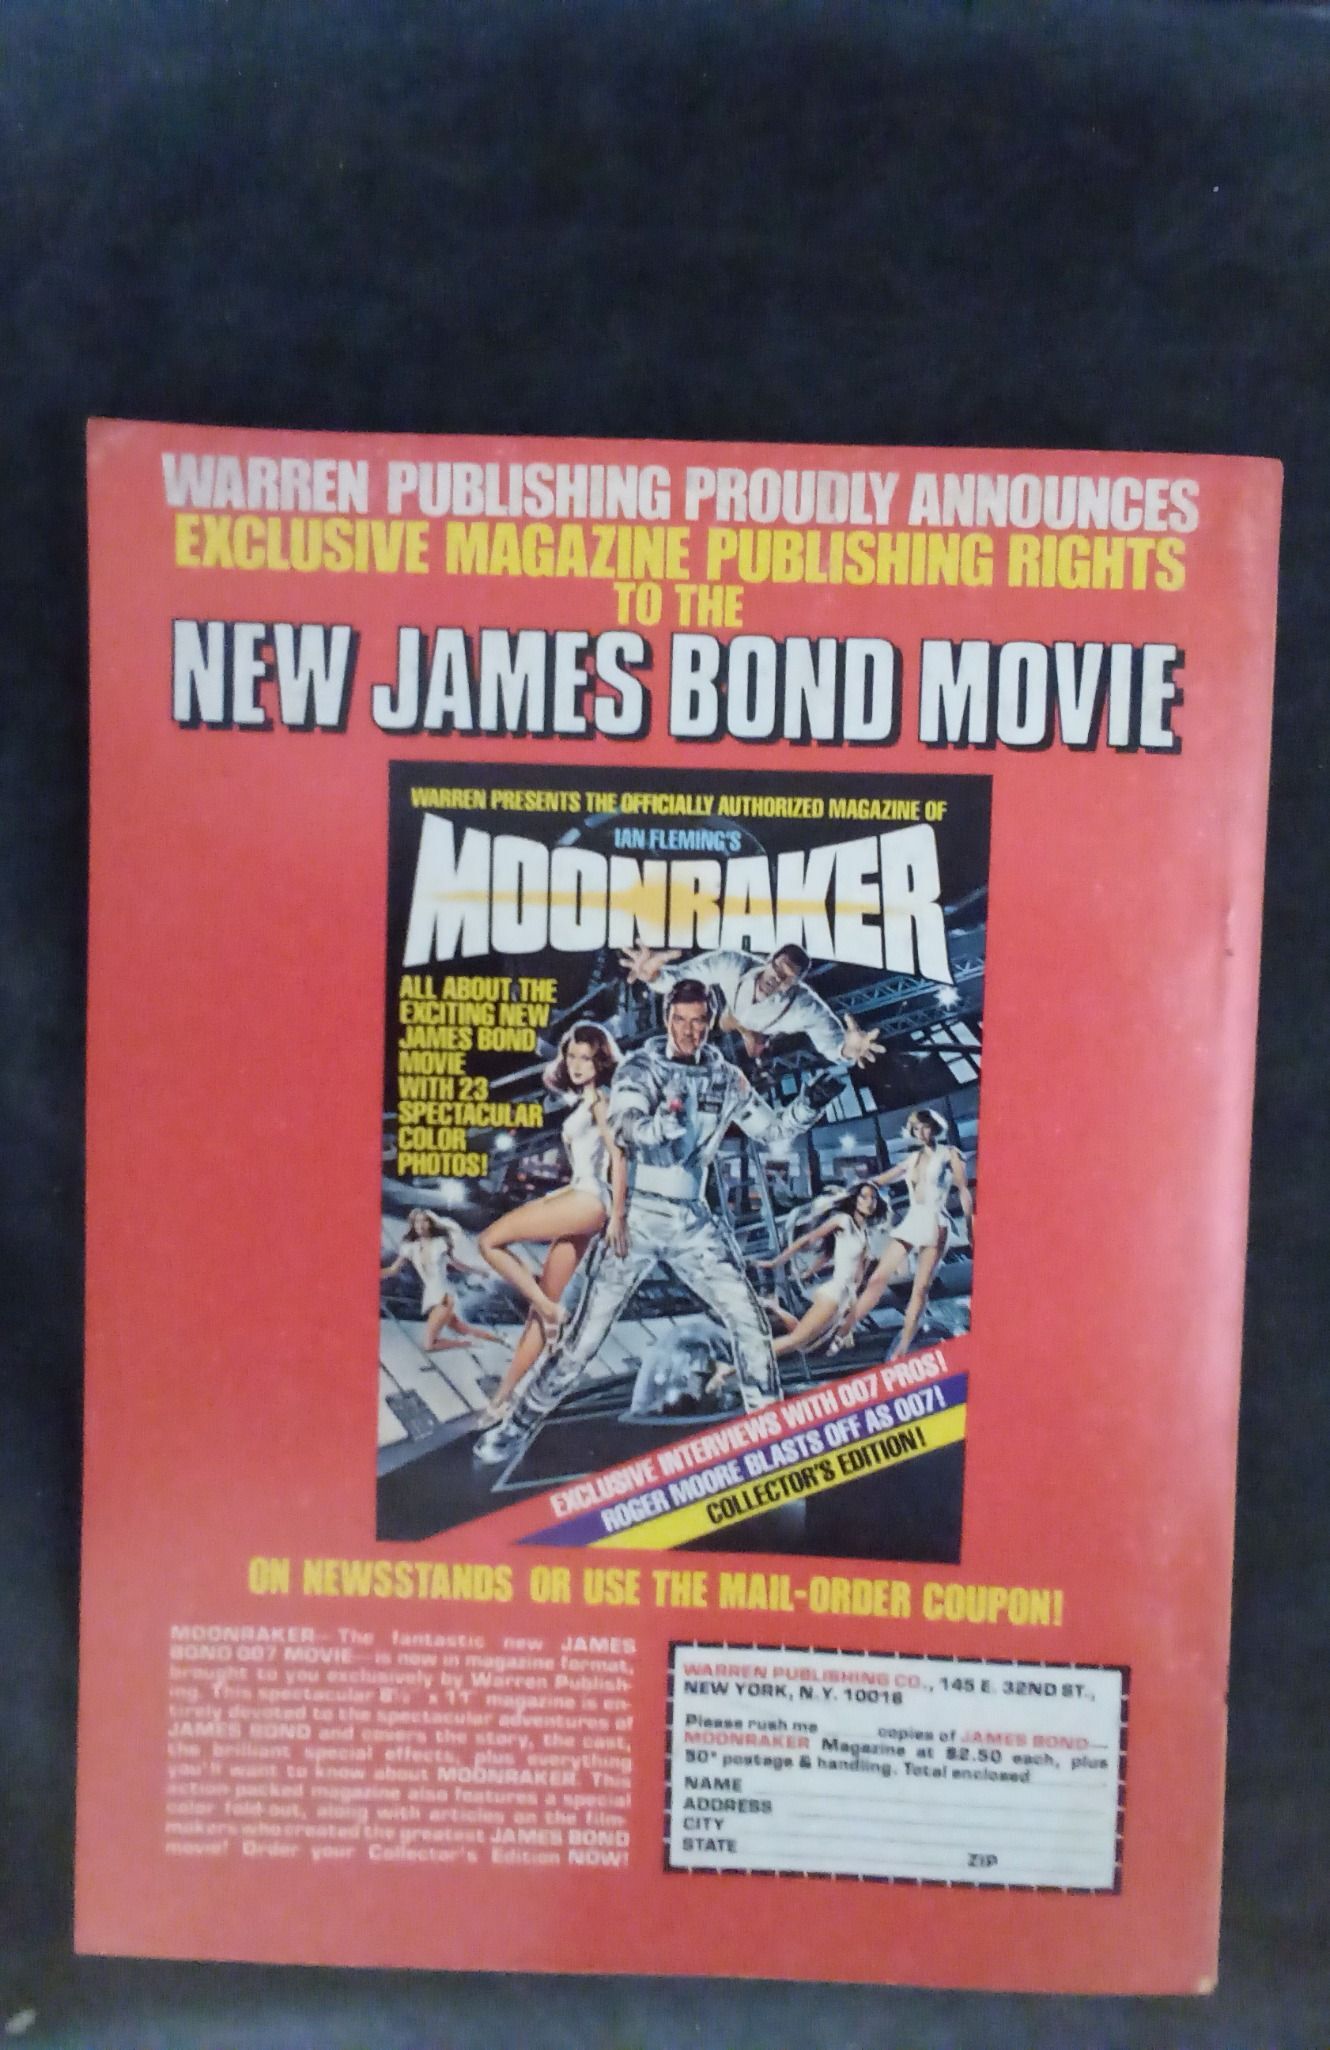 WARREN PUBLISHING PROUDLY ANNOUNCES
EXCLUSIVE MAGAZINE PUBLISHING RIGHTS
TO THE
NEW JAMES BOND MOVIE
WARREN PRESENTS THE OFFICIALLY AUTHORIZED MAGAZINE OF
IAN FLEMING'S
MOONRAKER
ALL ABOUT THE
EXCITING NEW
JAMES BOND
MOVIE
WITH 23
SPECTACULAR
COLOR
PHOTOS!
EXCLUSIVE INTERVIEWS WITH 007 PROS!
ROGER MOORE BLASTS OFF AS 007!
COLLECTOR'S EDITION!
ON NEWSSTANDS OR USE THE MAIL-ORDER COUPON!
MOONRAKER—The fantastic new JAMES
BOND 007 MOVIE—is now in magazine format,
brought to you exclusively by Warren Publish-
ing. This spectacular 8½" x 11" magazine is en-
tirely devoted to the spectacular adventures of
JAMES BOND and covers the story, the cast,
the brilliant special effects, plus everything
you'll want to know about MOONRAKER. This
action packed magazine also features a special
color fold-out, along with articles on the film-
makers who created the greatest JAMES BOND
movie! Order your Collector's Edition NOW!
WARREN PUBLISHING CO., 145 E. 32ND ST.,
NEW YORK, N.Y. 10016
Please rush me copies of JAMES BOND—
MOONRAKER Magazine at $2.50 each, plus
50¢ postage & handling. Total enclosed
NAME
ADDRESS
CITY
STATE
ZIP